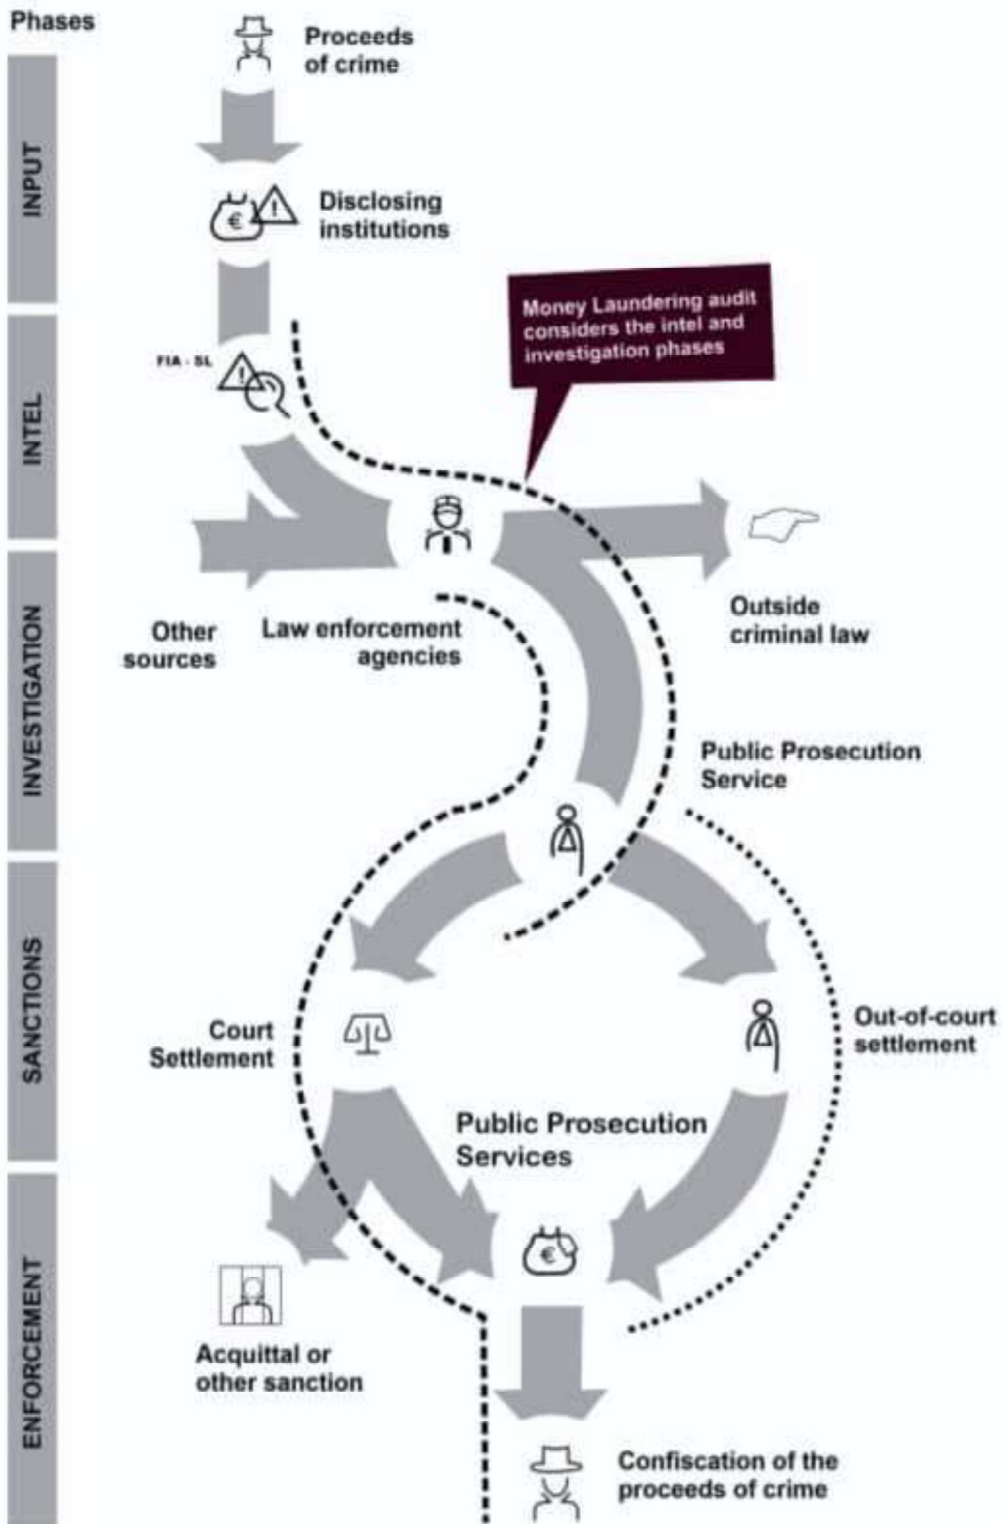 Phases
Proceeds
of crime
INPUT
Disclosing
institutions
€
!
Money Laundering audit
considers the intel and
investigation phases
FIA - SL
!
INTEL
Other
sources
Law enforcement
agencies
Outside
criminal law
INVESTIGATION
Public Prosecution
Service
SANCTIONS
Court
Settlement
Out-of-court
settlement
Public Prosecution
Services
€
ENFORCEMENT
Acquittal or
other sanction
Confiscation of the
proceeds of crime